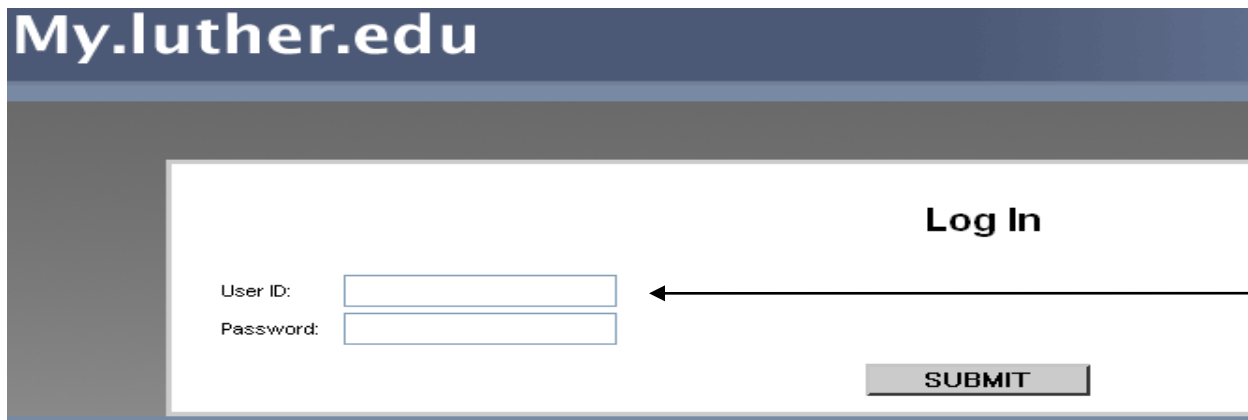 My.luther.edu
Log In
User ID:
Password:
SUBMIT